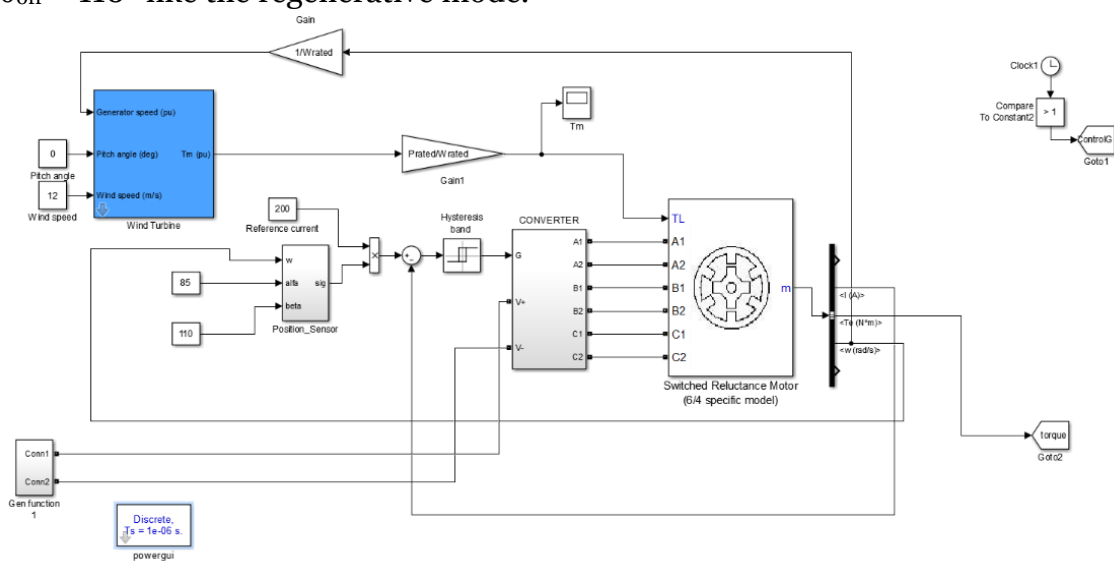 like the regenerative mode.
Gain
1/Wrated
Clock1
Compare
To Constant2
> 1
ControlG
Goto1
Generator speed (pu)
Pitch angle (deg)
Wind speed (m/s)
Tm (pu)
Wind Turbine
0
Pitch angle
12
Wind speed
Prated/Wrated
Gain1
Tm
200
Reference current
85
110
w
alfa
beta
sig
Position_Sensor
×
+
−
Hysteresis
band
CONVERTER
G
V+
V-
A1
A2
B1
B2
C1
C2
TL
A1
A2
B1
B2
C1
C2
m
Switched Reluctance Motor
(6/4 specific model)
<I (A)>
<Te (N*m)>
<w (rad/s)>
torque
Goto2
Conn1
Conn2
Gen function
1
Discrete,
Ts = 1e-06 s.
powergui